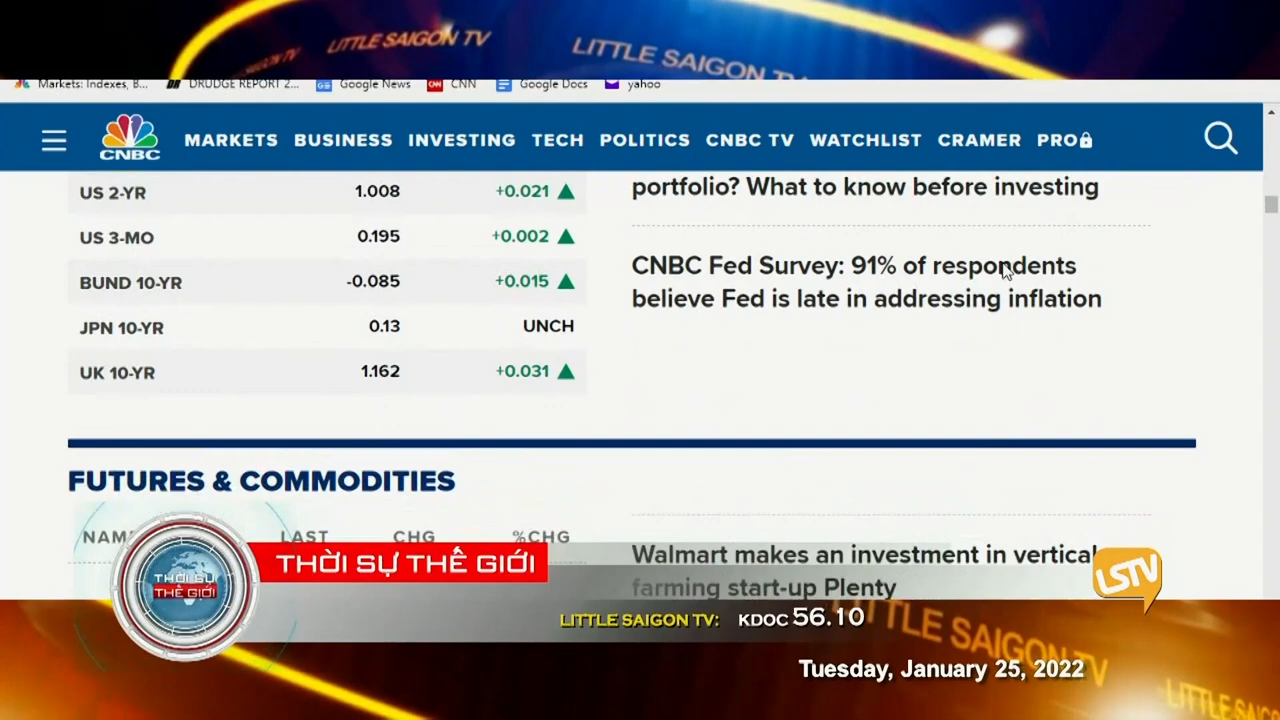 LITTLE SAIGON TV
LITTLE SAIGON TV
Markets: Indexes, B...
DRUDGE REPORT 2...
Google News
CNN
Google Docs
yahoo
CNBC
MARKETS BUSINESS INVESTING TECH POLITICS CNBC TV WATCHLIST CRAMER PRO
US 2-YR 1.008 +0.021
US 3-MO 0.195 +0.002
BUND 10-YR -0.085 +0.015
JPN 10-YR 0.13 UNCH
UK 10-YR 1.162 +0.031
portfolio? What to know before investing
CNBC Fed Survey: 91% of respondents
believe Fed is late in addressing inflation
FUTURES & COMMODITIES
LAST CHG %CHG
Walmart makes an investment in vertical
farming start-up Plenty
THỜI SỰ THẾ GIỚI
THỜI SỰ
THẾ GIỚI
LSTV
LITTLE SAIGON TV: KDOC 56.10
TLE SAIGON TV
Tuesday, January 25, 2022